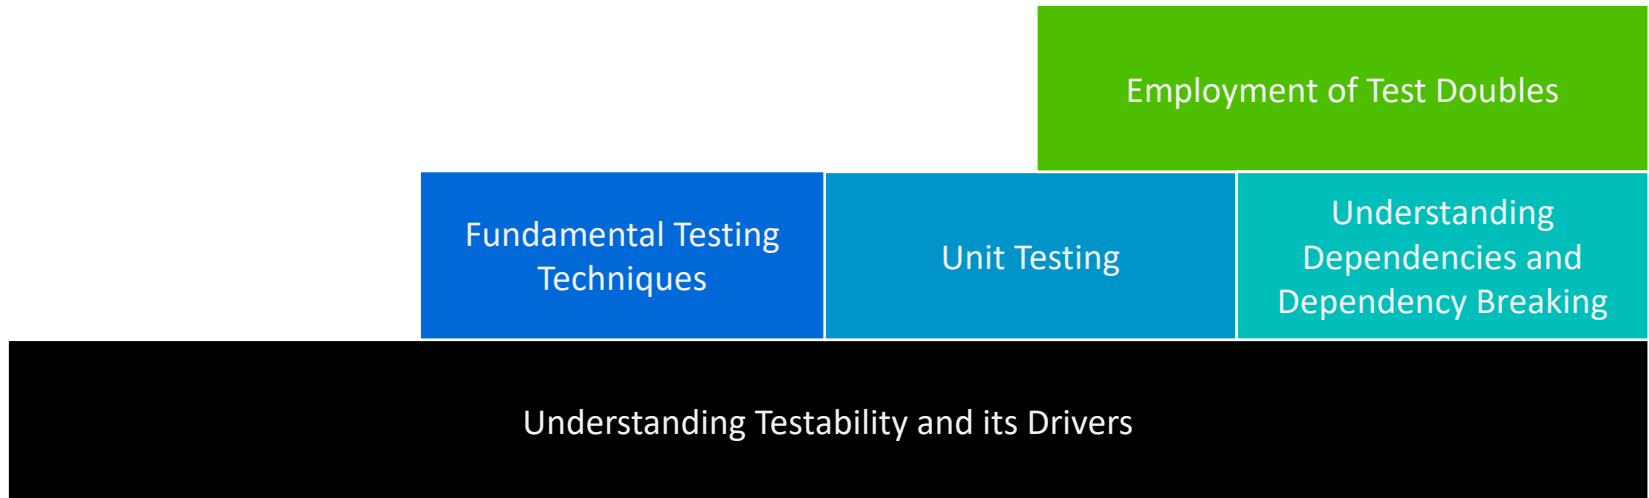 Employment of Test Doubles
Fundamental Testing
Techniques
Unit Testing
Understanding
Dependencies and
Dependency Breaking
Understanding Testability and its Drivers